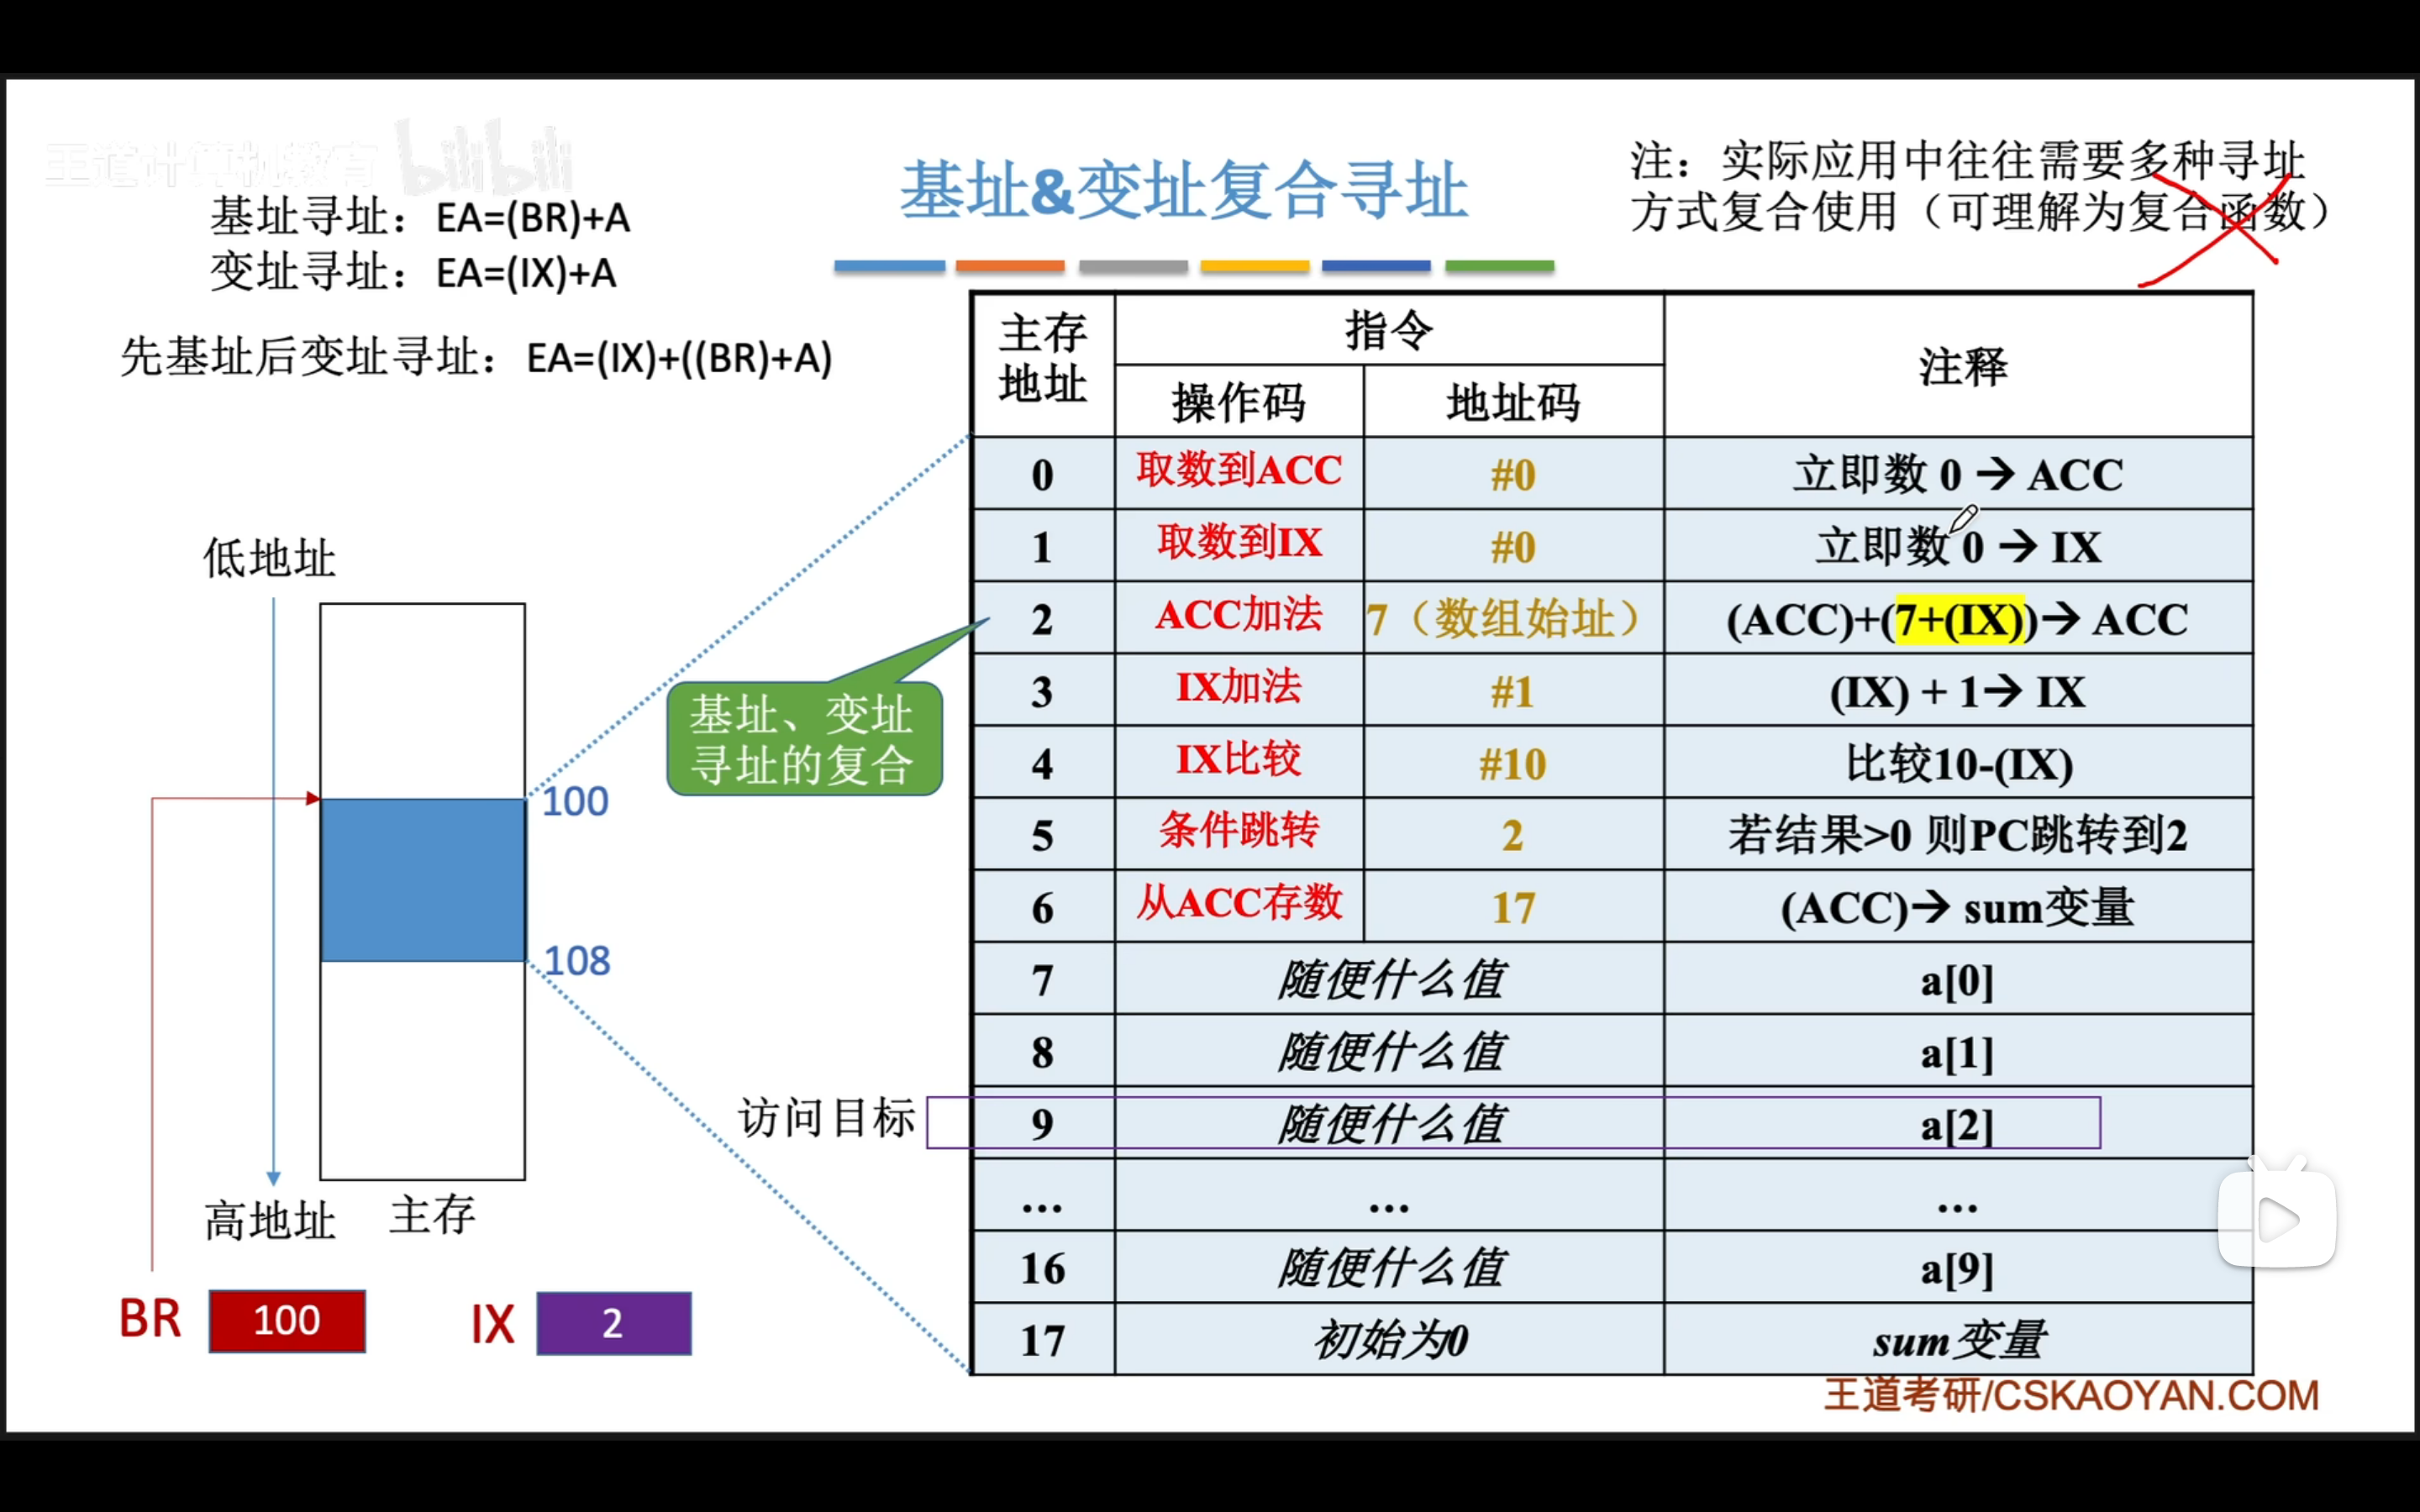 王道计算机教育 bilibili
基址寻址：EA=(BR)+A
变址寻址：EA=(IX)+A
先基址后变址寻址：EA=(IX)+((BR)+A)
基址&变址复合寻址
注：实际应用中往往需要多种寻址
方式复合使用（可理解为复合函数）
主存
地址
指令
注释
操作码 地址码
0 取数到ACC #0 立即数 0 → ACC
1 取数到IX #0 立即数 0 → IX
2 ACC加法 7（数组始址） (ACC)+(7+(IX))→ ACC
3 IX加法 #1 (IX) + 1→ IX
4 IX比较 #10 比较10-(IX)
5 条件跳转 2 若结果>0 则PC跳转到2
6 从ACC存数 17 (ACC)→ sum变量
7 随便什么值 a[0]
8 随便什么值 a[1]
9 随便什么值 a[2]
... ... ...
16 随便什么值 a[9]
17 初始为0 sum变量
低地址
基址、变址
寻址的复合
100
108
访问目标
高地址 主存
BR 100 IX 2
王道考研/CSKAOYAN.COM